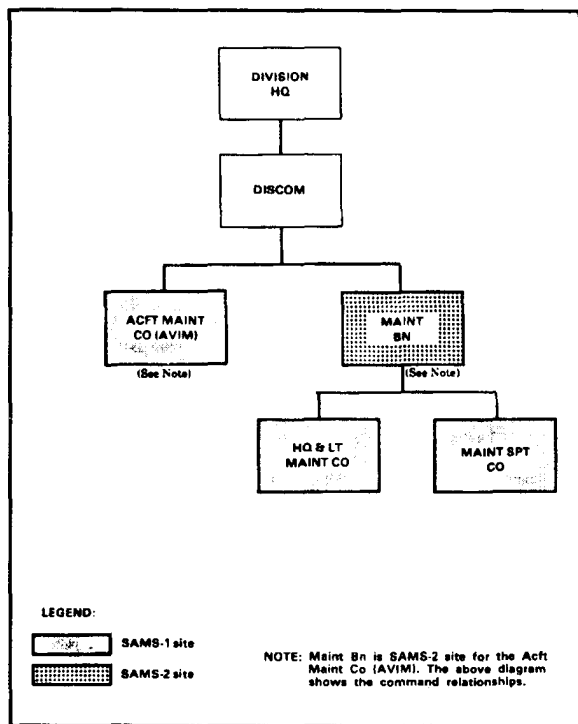 DIVISION
HQ
DISCOM
ACFT MAINT
CO (AVIM)
(See Note)
MAINT
BN
(See Note)
HQ & LT
MAINT CO
MAINT SPT
CO
LEGEND:
SAMS-1 site
SAMS-2 site
NOTE: Maint Bn is SAMS-2 site for the Acft
Maint Co (AVIM). The above diagram
shows the command relationships.